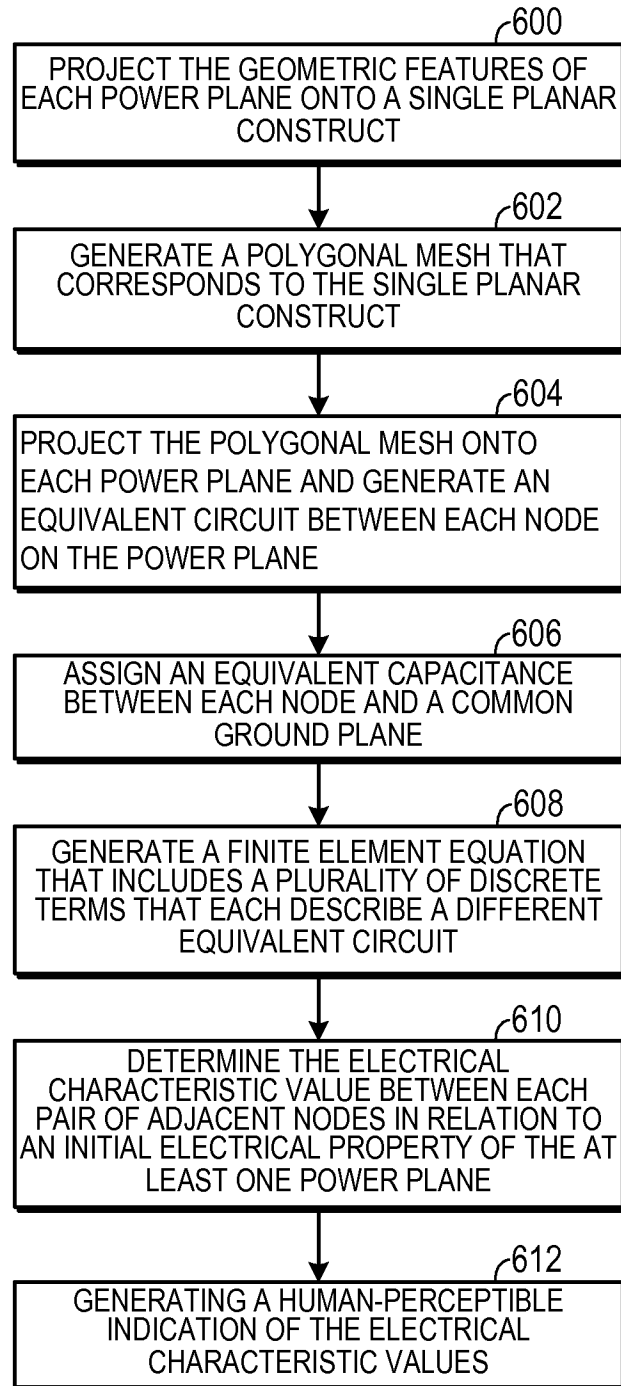 600
PROJECT THE GEOMETRIC FEATURES OF
EACH POWER PLANE ONTO A SINGLE PLANAR
CONSTRUCT
602
GENERATE A POLYGONAL MESH THAT
CORRESPONDS TO THE SINGLE PLANAR
CONSTRUCT
604
PROJECT THE POLYGONAL MESH ONTO
EACH POWER PLANE AND GENERATE AN
EQUIVALENT CIRCUIT BETWEEN EACH NODE
ON THE POWER PLANE
606
ASSIGN AN EQUIVALENT CAPACITANCE
BETWEEN EACH NODE AND A COMMON
GROUND PLANE
608
GENERATE A FINITE ELEMENT EQUATION
THAT INCLUDES A PLURALITY OF DISCRETE
TERMS THAT EACH DESCRIBE A DIFFERENT
EQUIVALENT CIRCUIT
610
DETERMINE THE ELECTRICAL
CHARACTERISTIC VALUE BETWEEN EACH
PAIR OF ADJACENT NODES IN RELATION TO
AN INITIAL ELECTRICAL PROPERTY OF THE AT
LEAST ONE POWER PLANE
612
GENERATING A HUMAN-PERCEPTIBLE
INDICATION OF THE ELECTRICAL
CHARACTERISTIC VALUES